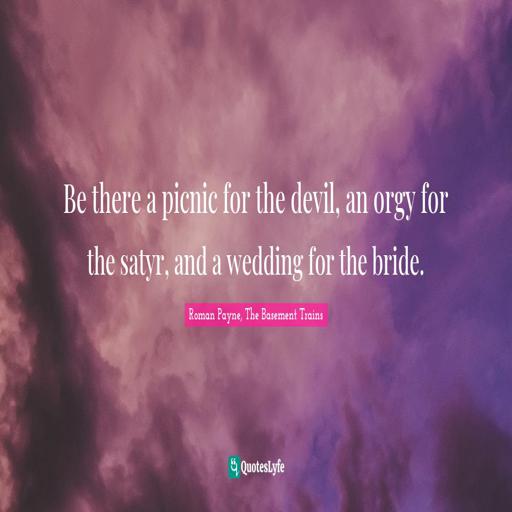 Be there a picnic for the devil, an orgy for
the satyr, and a wedding for the bride.
Roman Payne, The Basement Trains
QuotesLyfe